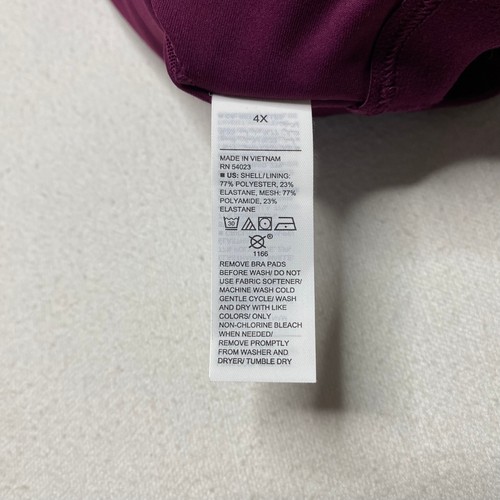 4X
MADE IN VIETNAM
RN 54023
■ US: SHELL/LINING:
77% POLYESTER, 23%
ELASTANE, MESH: 77%
POLYAMIDE, 23%
ELASTANE
30
®
1166
REMOVE BRA PADS
BEFORE WASH/ DO NOT
USE FABRIC SOFTENER/
MACHINE WASH COLD
GENTLE CYCLE/ WASH
AND DRY WITH LIKE
COLORS/ ONLY
NON-CHLORINE BLEACH
WHEN NEEDED/
REMOVE PROMPTLY
FROM WASHER AND
DRYER/ TUMBLE DRY